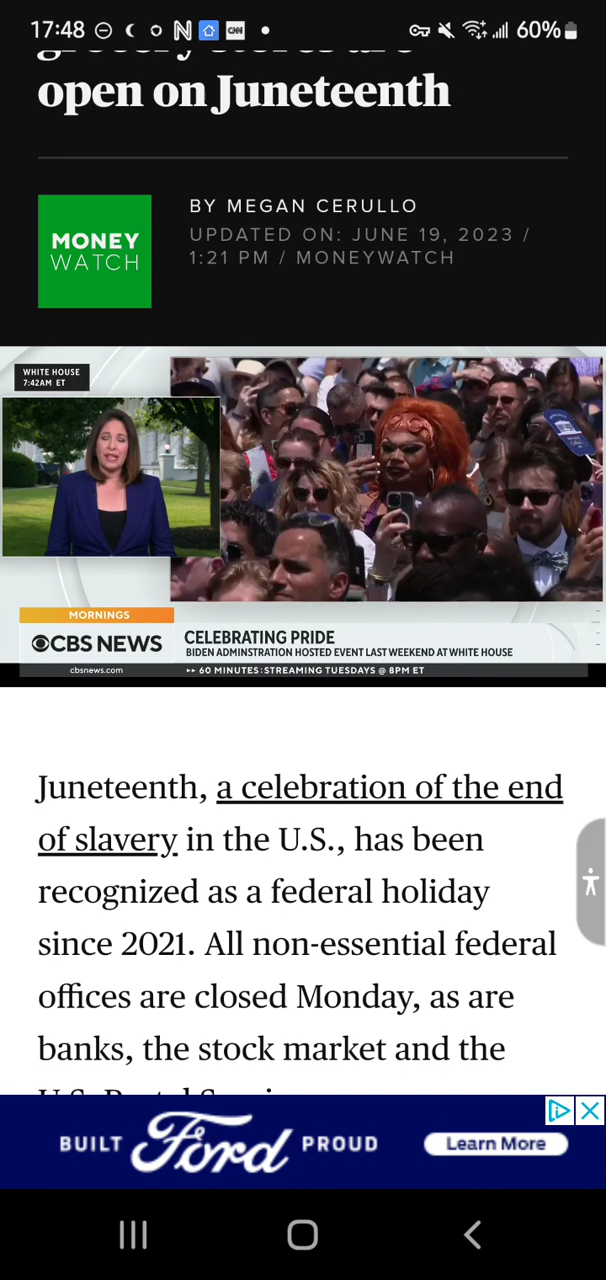 17:48
N
CNN
60%
open on Juneteenth
MONEY
WATCH
BY MEGAN CERULLO
UPDATED ON: JUNE 19, 2023 /
1:21 PM / MONEYWATCH
WHITE HOUSE
7:42AM ET
MORNINGS
CBS NEWS
CELEBRATING PRIDE
BIDEN ADMINSTRATION HOSTED EVENT LAST WEEKEND AT WHITE HOUSE
cbsnews.com
▸▸ 60 MINUTES: STREAMING TUESDAYS @ 8PM ET
Juneteenth, a celebration of the end
of slavery in the U.S., has been
recognized as a federal holiday
since 2021. All non-essential federal
offices are closed Monday, as are
banks, the stock market and the
BUILT Ford PROUD
Learn More